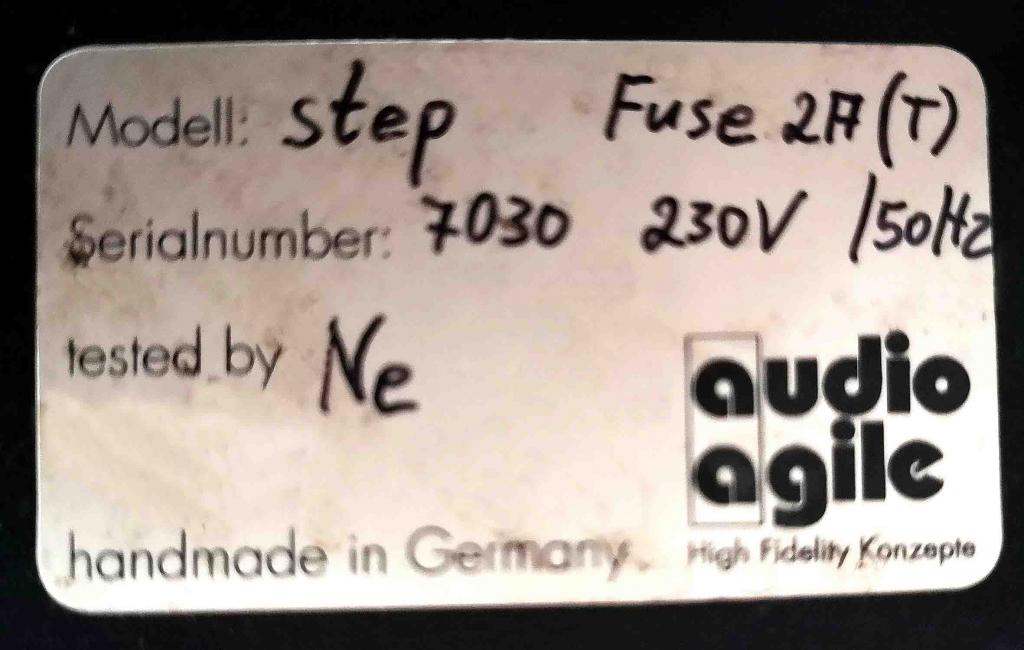 Modell: step Fuse 2A (T)
Serialnumber: 7030 230V /50Hz
tested by Ne
audio
agile
handmade in Germany. High Fidelity Konzepte